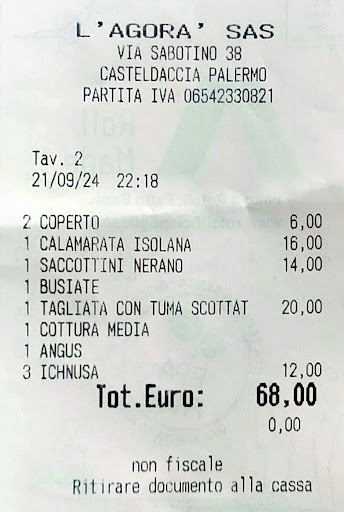 L'AGORA' SAS
VIA SABOTINO 38
CASTELDACCIA PALERMO
PARTITA IVA 06542330821
Tav. 2
21/09/24 22:18
2 COPERTO 6,00
1 CALAMARATA ISOLANA 16,00
1 SACCOTTINI NERANO 14,00
1 BUSIATE
1 TAGLIATA CON TUMA SCOTTAT 20,00
1 COTTURA MEDIA
1 ANGUS
3 ICHNUSA 12,00
Tot.Euro: 68,00
0,00
non fiscale
Ritirare documento alla cassa